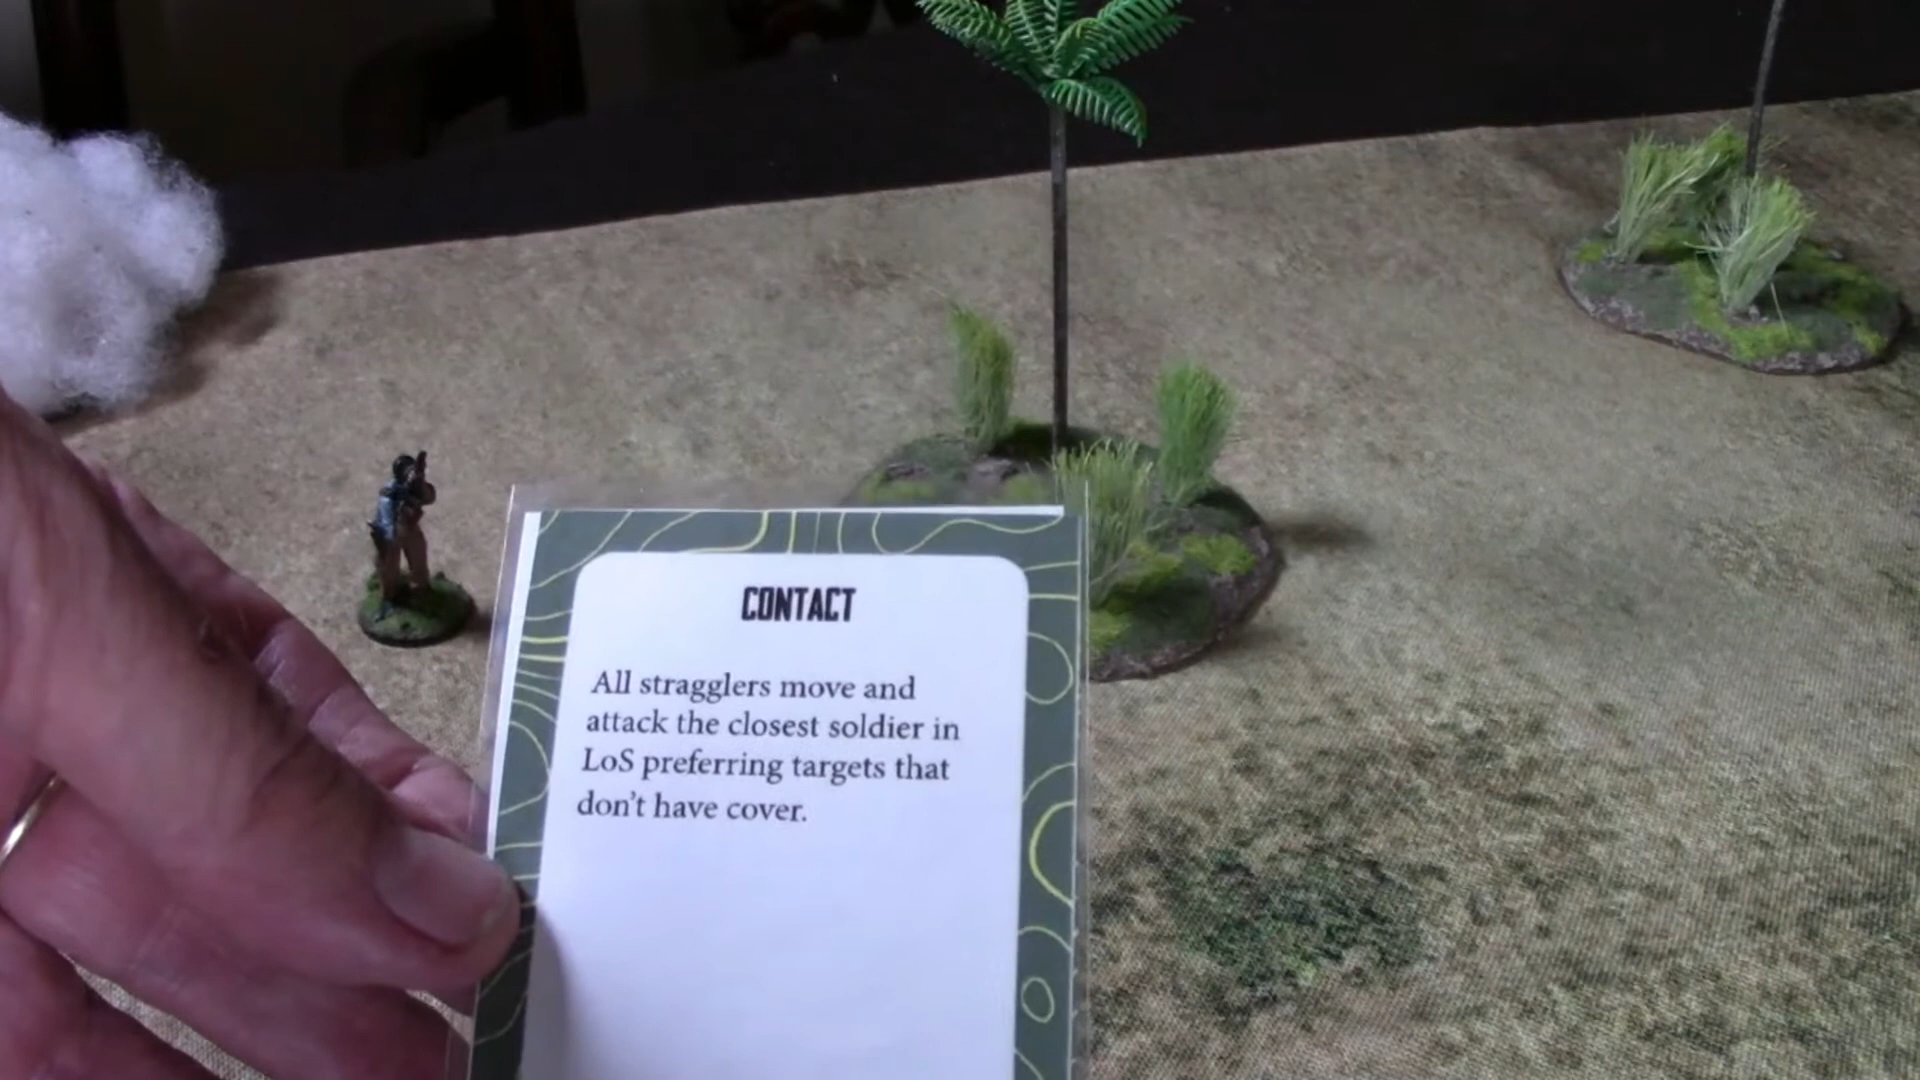 CONTACT
All stragglers move and
attack the closest soldier in
LoS preferring targets that
don't have cover.